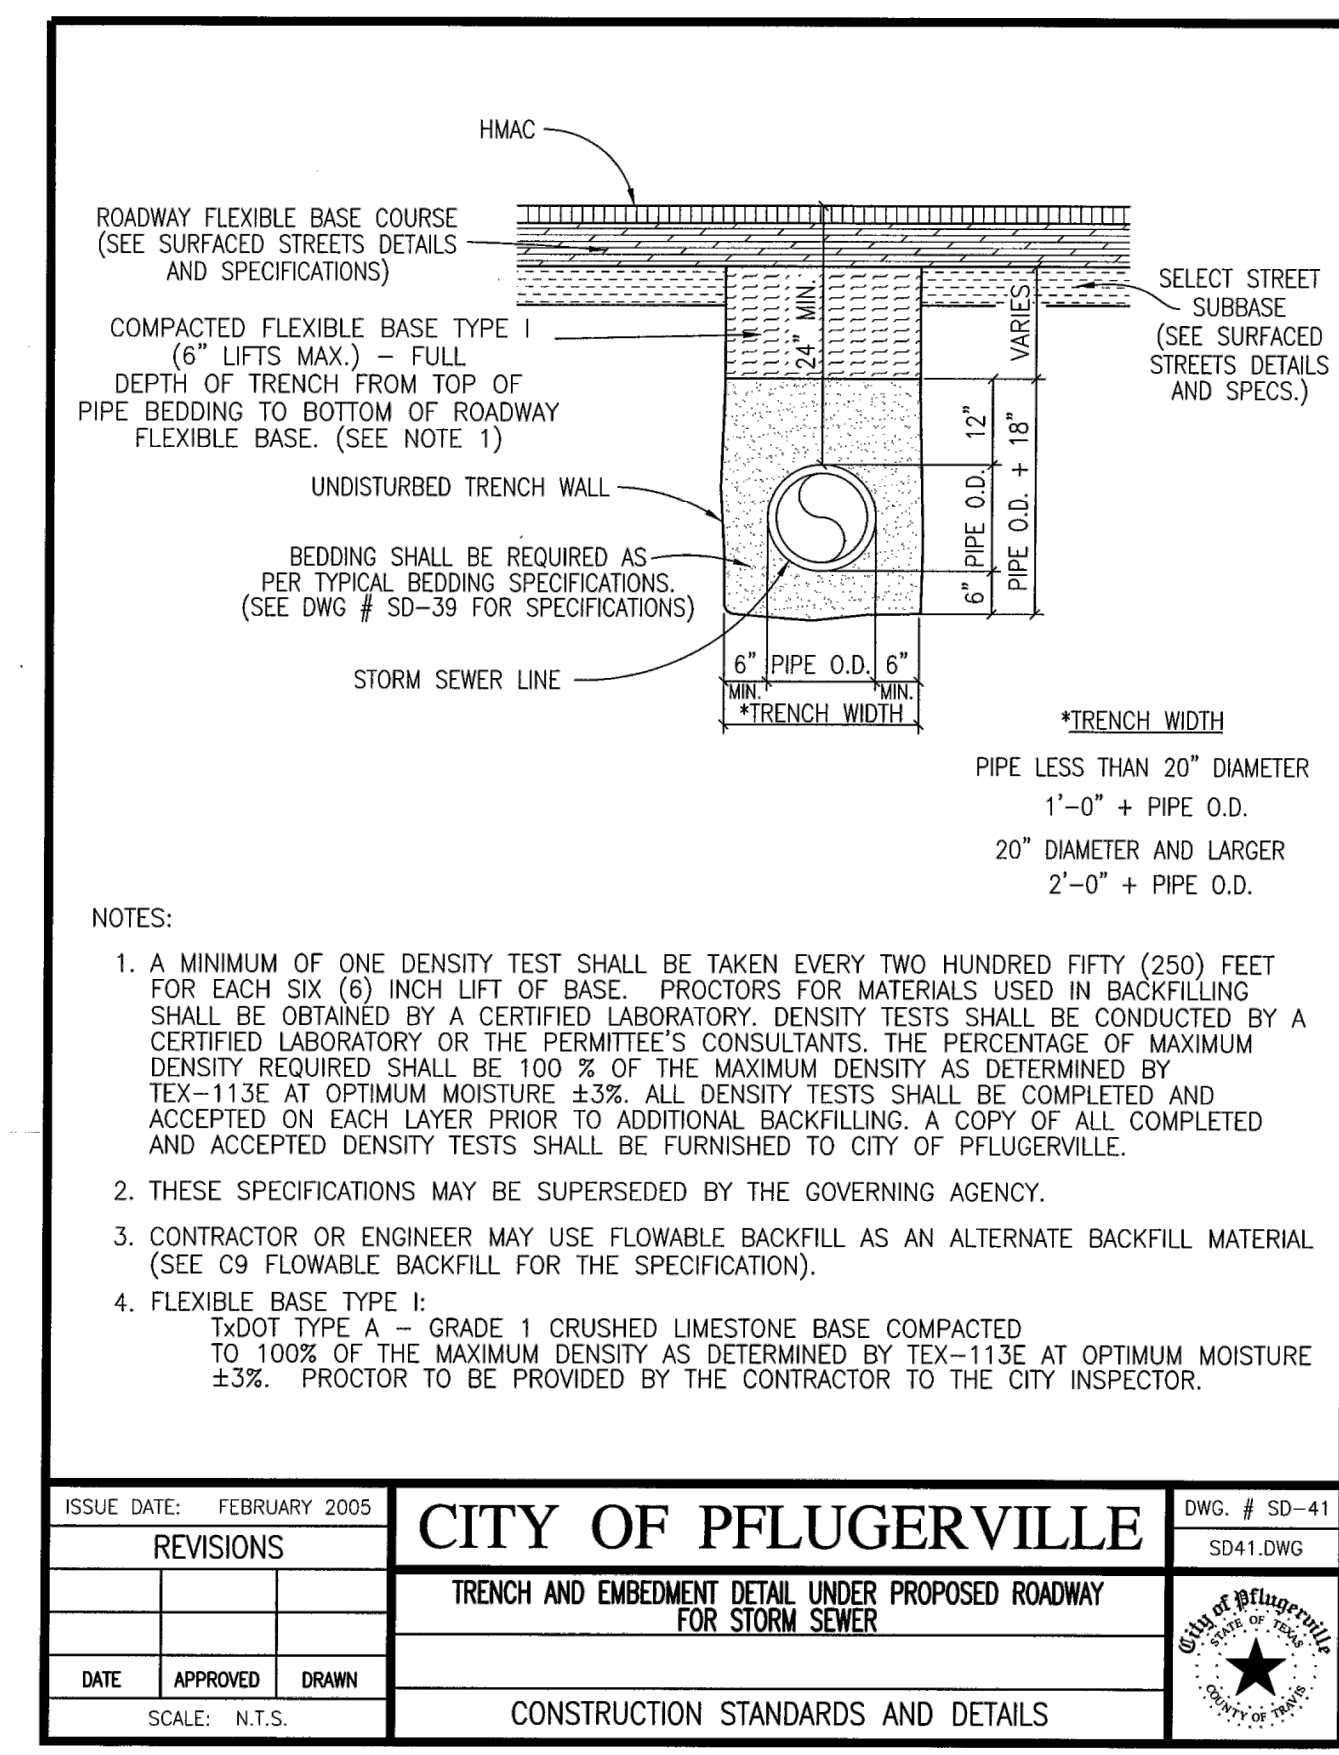 HMAC
ROADWAY FLEXIBLE BASE COURSE
(SEE SURFACED STREETS DETAILS
AND SPECIFICATIONS)
COMPACTED FLEXIBLE BASE TYPE I
(6" LIFTS MAX.) – FULL
DEPTH OF TRENCH FROM TOP OF
PIPE BEDDING TO BOTTOM OF ROADWAY
FLEXIBLE BASE. (SEE NOTE 1)
UNDISTURBED TRENCH WALL
BEDDING SHALL BE REQUIRED AS
PER TYPICAL BEDDING SPECIFICATIONS.
(SEE DWG # SD–39 FOR SPECIFICATIONS)
STORM SEWER LINE
24" MIN.
VARIES
12"
PIPE O.D.
6"
PIPE O.D. + 18"
SELECT STREET
SUBBASE
(SEE SURFACED
STREETS DETAILS
AND SPECS.)
6" PIPE O.D. 6"
MIN. MIN.
*TRENCH WIDTH
*TRENCH WIDTH
PIPE LESS THAN 20" DIAMETER
1'–0" + PIPE O.D.
20" DIAMETER AND LARGER
2'–0" + PIPE O.D.
NOTES:
1. A MINIMUM OF ONE DENSITY TEST SHALL BE TAKEN EVERY TWO HUNDRED FIFTY (250) FEET
FOR EACH SIX (6) INCH LIFT OF BASE. PROCTORS FOR MATERIALS USED IN BACKFILLING
SHALL BE OBTAINED BY A CERTIFIED LABORATORY. DENSITY TESTS SHALL BE CONDUCTED BY A
CERTIFIED LABORATORY OR THE PERMITTEE'S CONSULTANTS. THE PERCENTAGE OF MAXIMUM
DENSITY REQUIRED SHALL BE 100 % OF THE MAXIMUM DENSITY AS DETERMINED BY
TEX–113E AT OPTIMUM MOISTURE ±3%. ALL DENSITY TESTS SHALL BE COMPLETED AND
ACCEPTED ON EACH LAYER PRIOR TO ADDITIONAL BACKFILLING. A COPY OF ALL COMPLETED
AND ACCEPTED DENSITY TESTS SHALL BE FURNISHED TO CITY OF PFLUGERVILLE.
2. THESE SPECIFICATIONS MAY BE SUPERSEDED BY THE GOVERNING AGENCY.
3. CONTRACTOR OR ENGINEER MAY USE FLOWABLE BACKFILL AS AN ALTERNATE BACKFILL MATERIAL
(SEE C9 FLOWABLE BACKFILL FOR THE SPECIFICATION).
4. FLEXIBLE BASE TYPE I:
TxDOT TYPE A – GRADE 1 CRUSHED LIMESTONE BASE COMPACTED
TO 100% OF THE MAXIMUM DENSITY AS DETERMINED BY TEX–113E AT OPTIMUM MOISTURE
±3%. PROCTOR TO BE PROVIDED BY THE CONTRACTOR TO THE CITY INSPECTOR.
ISSUE DATE: FEBRUARY 2005
REVISIONS
DATE APPROVED DRAWN
SCALE: N.T.S.
CITY OF PFLUGERVILLE
TRENCH AND EMBEDMENT DETAIL UNDER PROPOSED ROADWAY
FOR STORM SEWER
CONSTRUCTION STANDARDS AND DETAILS
DWG. # SD–41
SD41.DWG
City of Pflugerville
STATE OF TEXAS
COUNTY OF TRAVIS